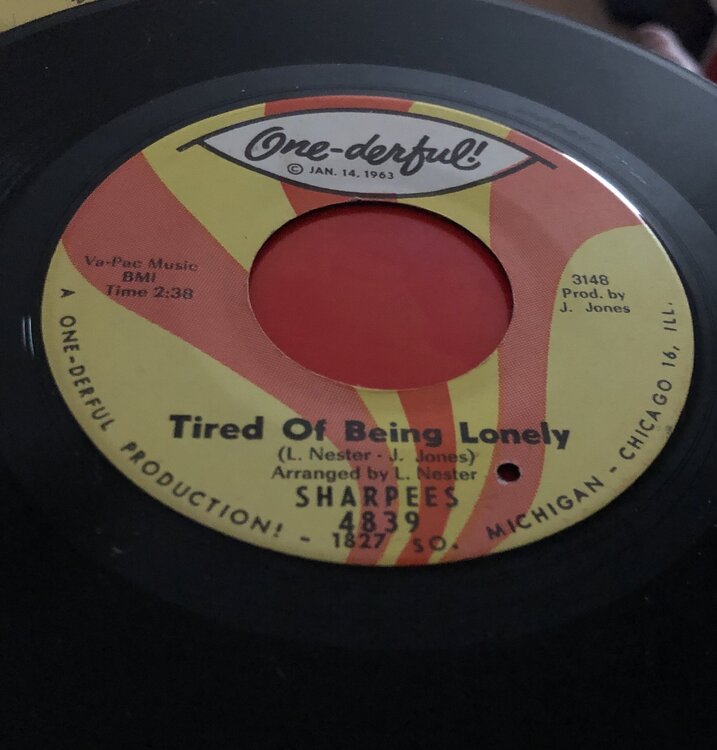 One-derful!
© JAN. 14. 1963
Va-Pac Music
BMI
Time 2:38
3148
Prod. by
J. Jones
Tired Of Being Lonely
(L. Nester - J. Jones)
Arranged by L. Nester
SHARPEES
4839
A ONE-DERFUL PRODUCTION! - 1827 SO. MICHIGAN - CHICAGO 16, ILL.